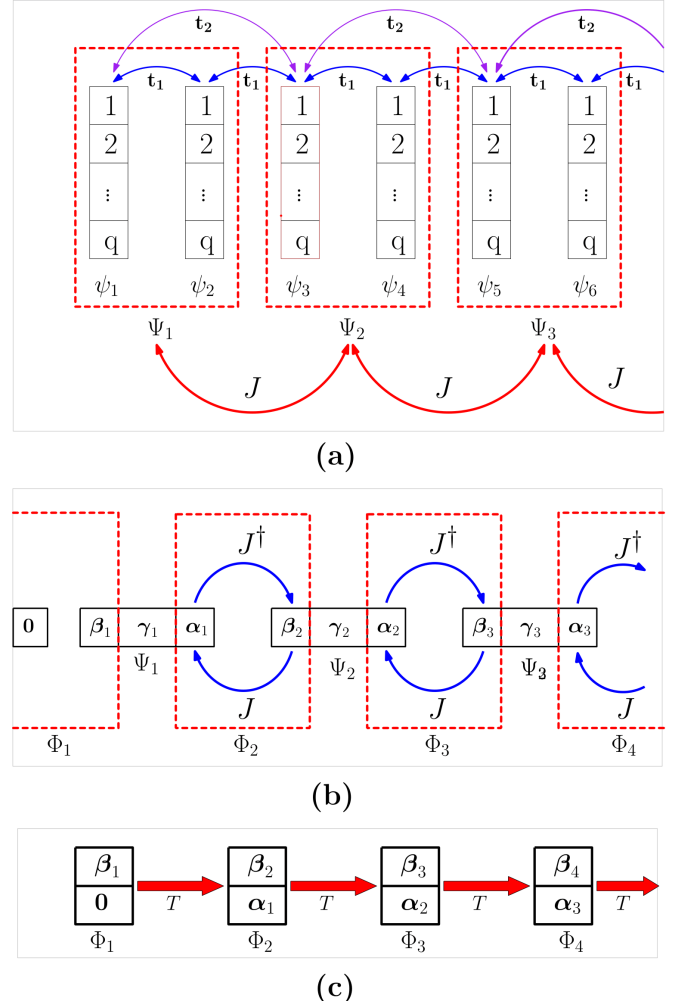 t₂ t₂ t₂
t₁ t₁ t₁ t₁ t₁ t₁
1 1 1 1 1 1
2 2 2 2 2 2
⋮ ⋮ ⋮ ⋮ ⋮ ⋮
q q q q q q
ψ₁ ψ₂ ψ₃ ψ₄ ψ₅ ψ₆
Ψ₁ Ψ₂ Ψ₃
J J J
(a)
J† J† J†
0 β₁ γ₁ α₁ β₂ γ₂ α₂ β₃ γ₃ α₃
Ψ₁ Ψ₂ Ψ₃
J J J
Φ₁ Φ₂ Φ₃ Φ₄
(b)
β₁ β₂ β₃ β₄
0 α₁ α₂ α₃
T T T T
Φ₁ Φ₂ Φ₃ Φ₄
(c)